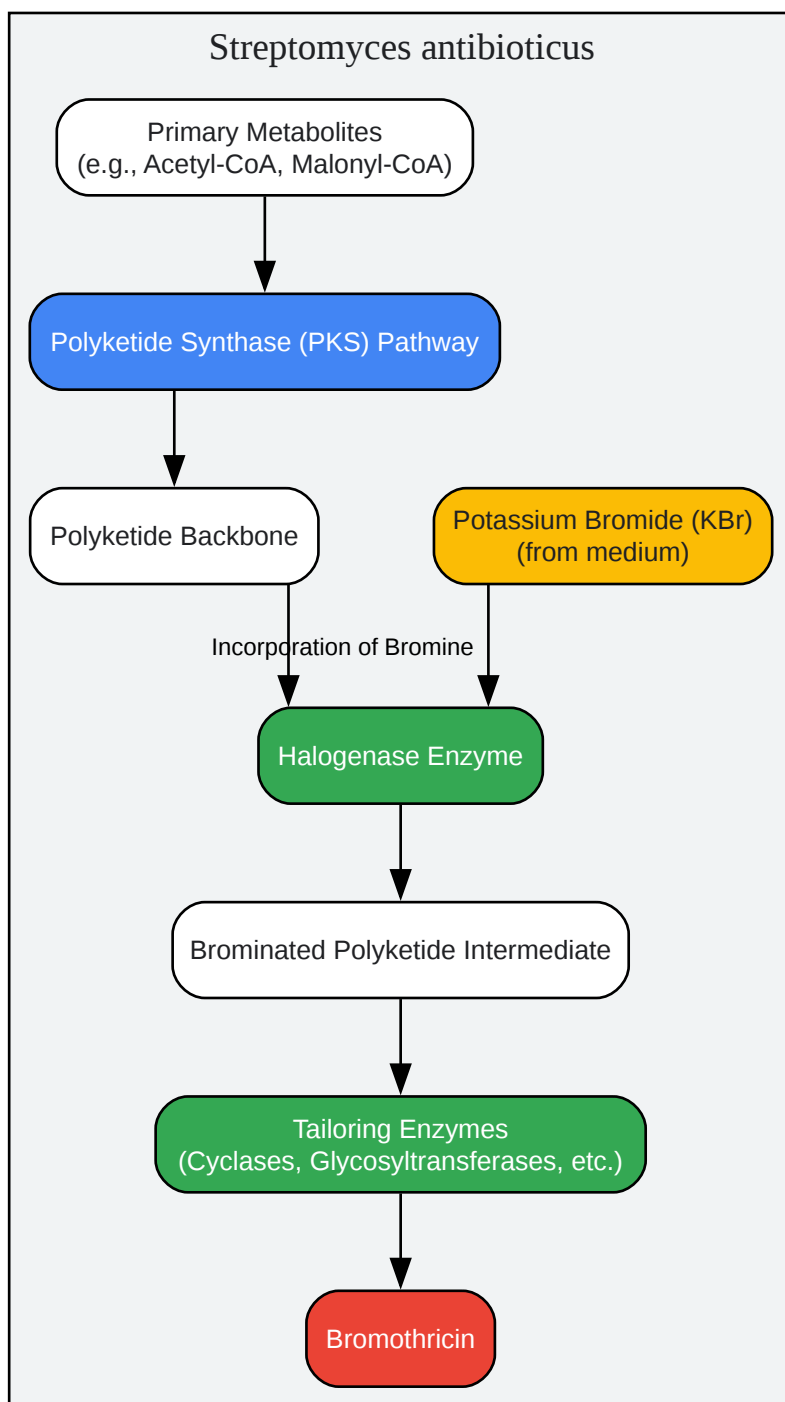 Streptomyces antibioticus
Primary Metabolites
(e.g., Acetyl-CoA, Malonyl-CoA)
Polyketide Synthase (PKS) Pathway
Polyketide Backbone
Potassium Bromide (KBr)
(from medium)
Incorporation of Bromine
Halogenase Enzyme
Brominated Polyketide Intermediate
Tailoring Enzymes
(Cyclases, Glycosyltransferases, etc.)
Bromothricin